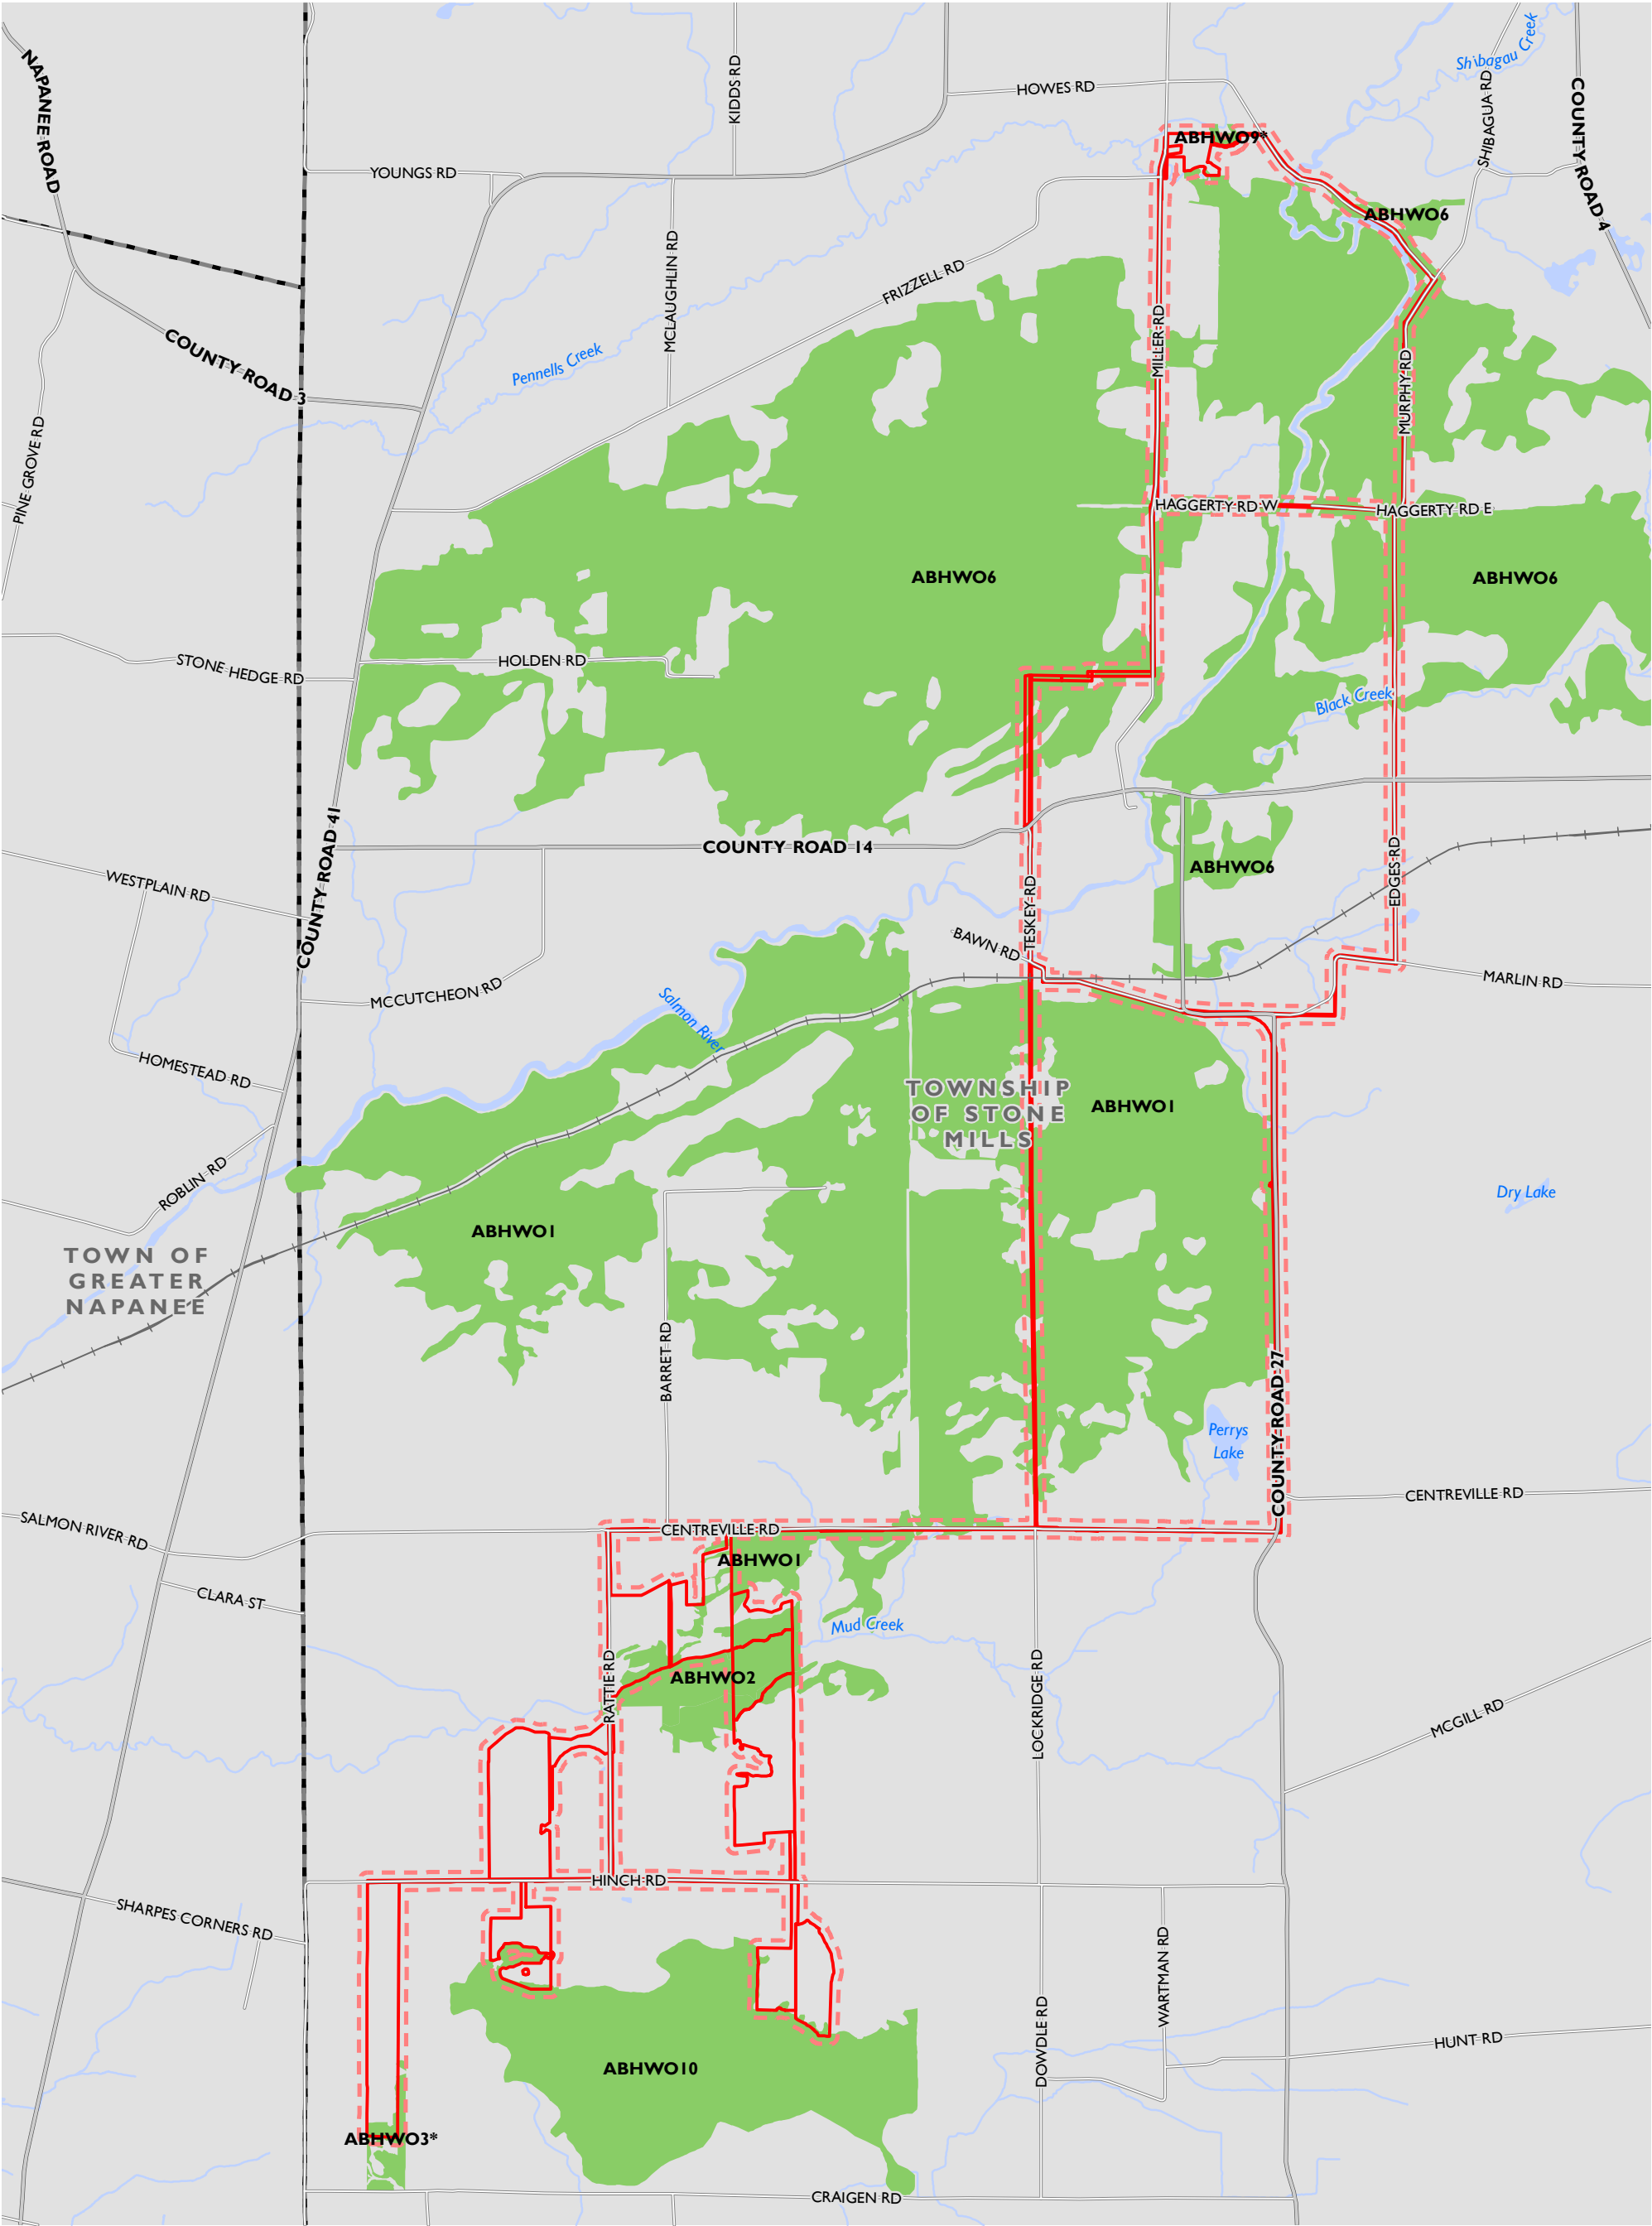 Shibagau Creek
NAPANEE ROAD
KIDDS RD
HOWES RD
SHIBAGUA RD
COUNTY ROAD 4
ABHWO9*
YOUNGS RD
ABHWO6
MCLAUGHLIN RD
FRIZZELL RD
MILLER RD
COUNTY ROAD 3
Pennells Creek
MURPHY RD
PINE GROVE RD
HAGGERTY RD W
HAGGERTY RD E
ABHWO6
ABHWO6
STONE HEDGE RD
HOLDEN RD
Black Creek
COUNTY ROAD 41
COUNTY ROAD 14
ABHWO6
EDGES RD
WESTPLAIN RD
TESKEY RD
BAWN RD
MARLIN RD
MCCUTCHEON RD
Salmon River
HOMESTEAD RD
TOWNSHIP
OF STONE
MILLS
ABHWO1
ROBLIN RD
Dry Lake
ABHWO1
TOWN OF
GREATER
NAPANEE
BARRET RD
COUNTY ROAD 27
Perrys
Lake
CENTREVILLE RD
SALMON RIVER RD
CENTREVILLE RD
ABHWO1
CLARA ST
Mud Creek
RATTIE RD
ABHWO2
LOCKRIDGE RD
MCGILL RD
HINCH RD
SHARPES CORNERS RD
WARTMAN RD
DOWDLE RD
HUNT RD
ABHWO10
ABHWO3*
CRAIGEN RD